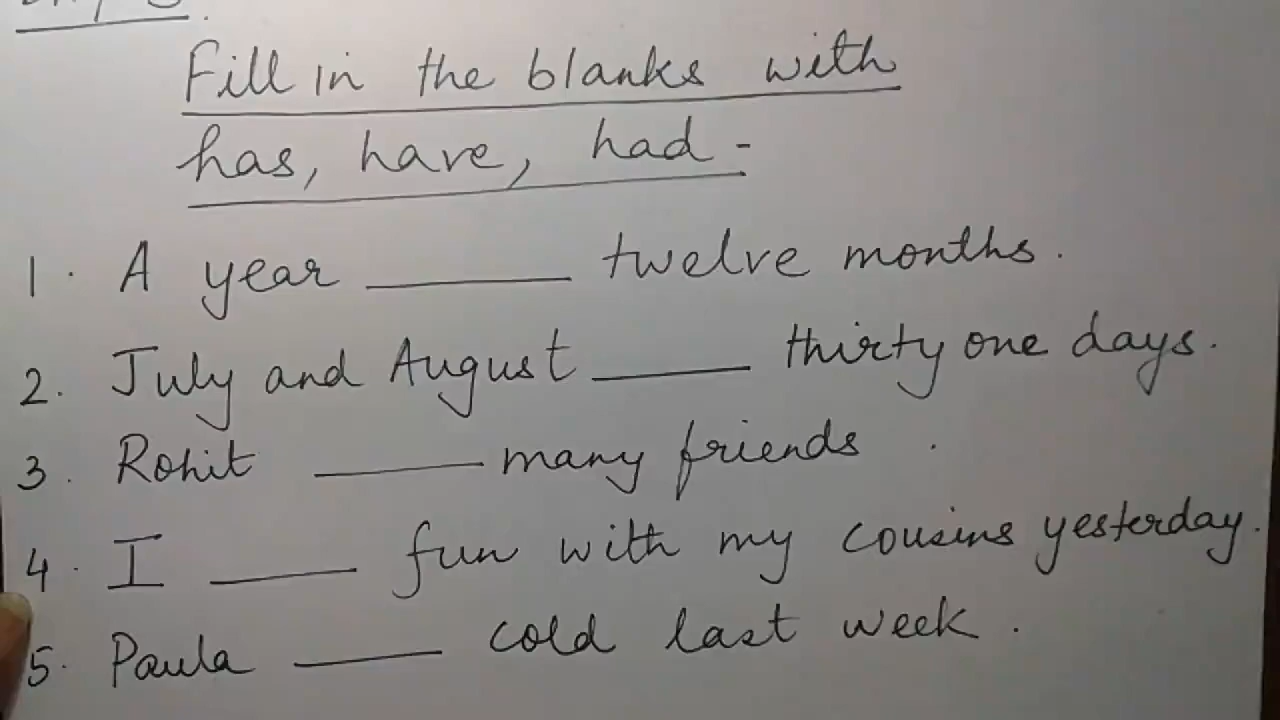 Fill in the blanks with
has, have, had -
1. A year ______ twelve months.
2. July and August ______ thirty one days.
3. Rohit ______ many friends.
4. I ______ fun with my cousins yesterday.
5. Paula ______ cold last week.